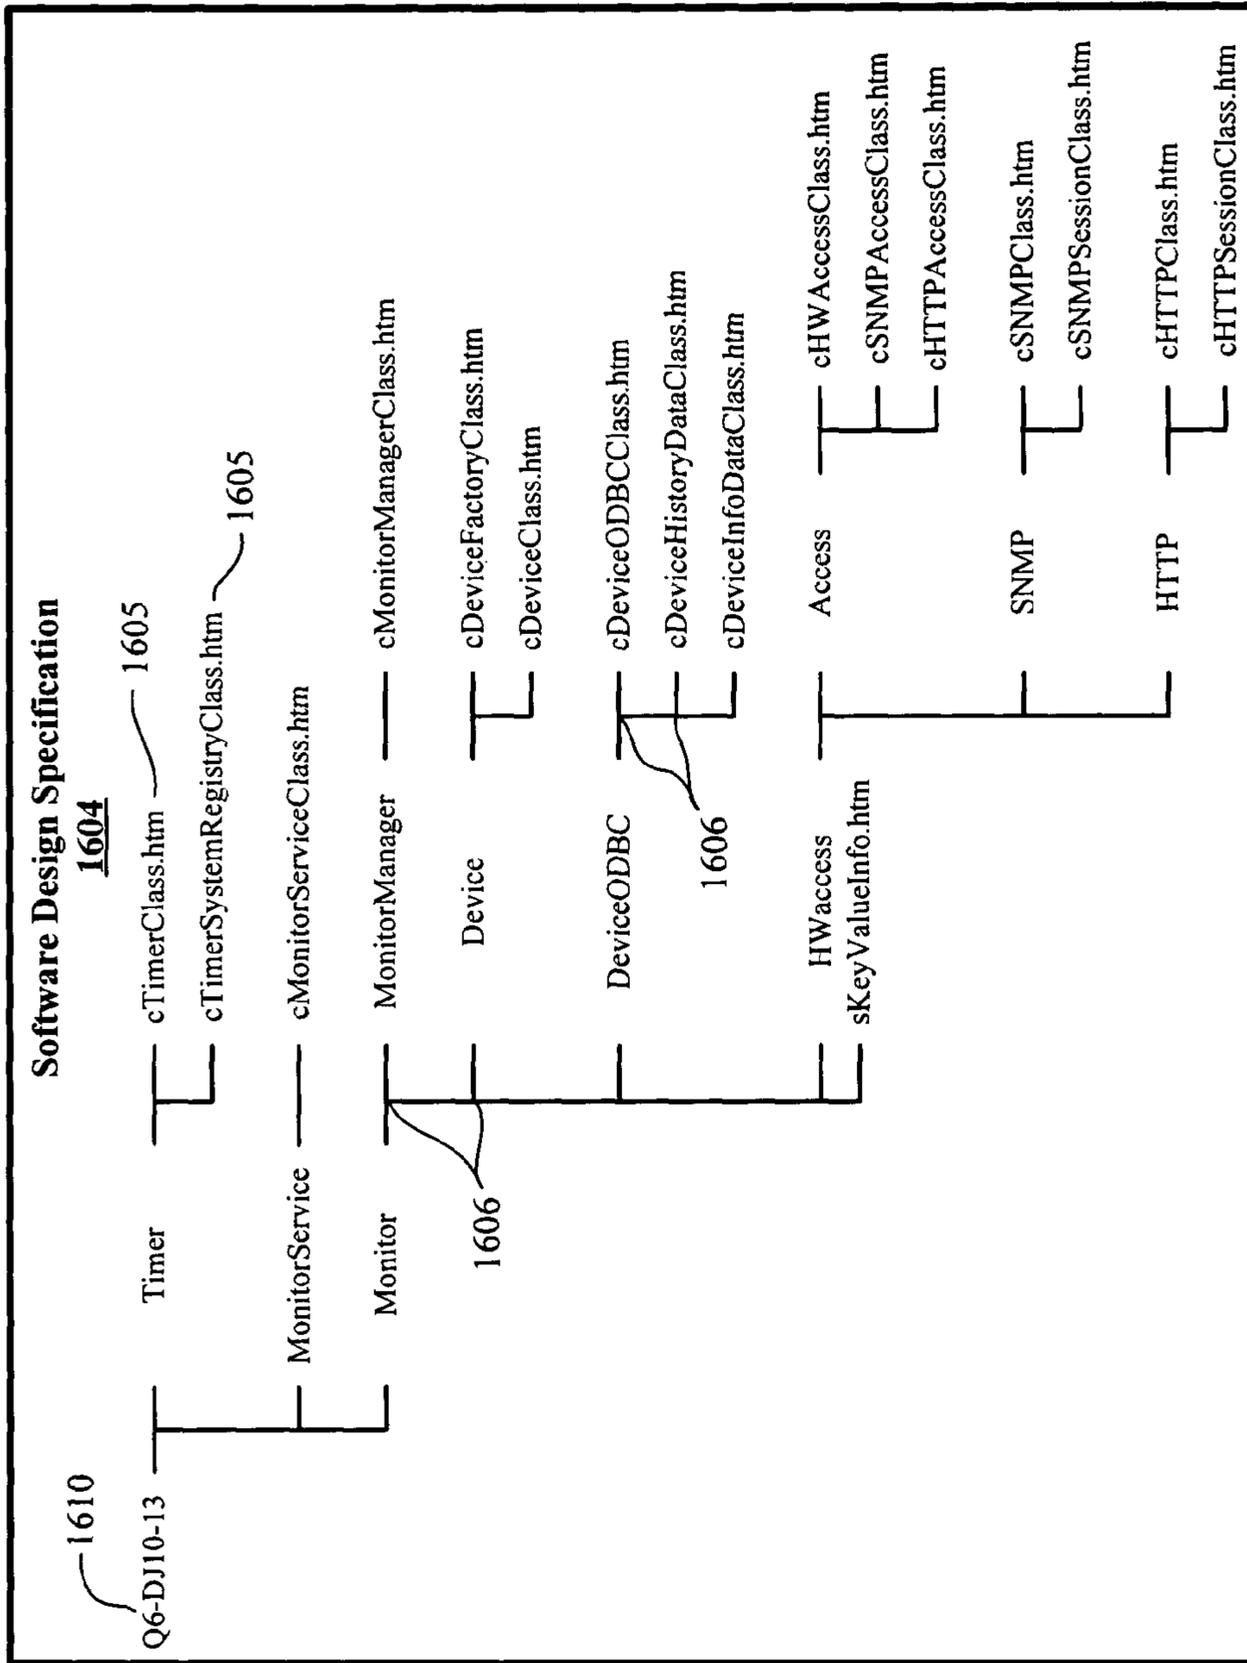 Software Design Specification
1604
1610
Q6-DJ10-13
Timer
cTimerClass.htm
1605
cTimerSystemRegistryClass.htm
1605
MonitorService
cMonitorServiceClass.htm
Monitor
MonitorManager
cMonitorManagerClass.htm
1606
Device
cDeviceFactoryClass.htm
cDeviceClass.htm
DeviceODBC
cDeviceODBCClass.htm
cDeviceHistoryDataClass.htm
cDeviceInfoDataClass.htm
1606
HWaccess
sKeyValueInfo.htm
Access
cHWAccessClass.htm
cSNMPAccessClass.htm
cHTTPAccessClass.htm
SNMP
cSNMPClass.htm
cSNMPSessionClass.htm
HTTP
cHTTPClass.htm
cHTTPSessionClass.htm